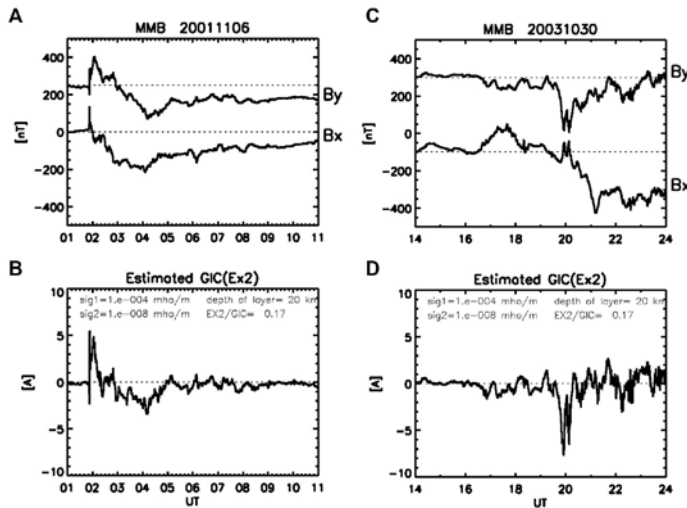 A
MMB 20011106
400
200
0
-200
-400
[nT]
By
Bx
01 02 03 04 05 06 07 08 09 10 11
B
Estimated GIC(Ex2)
sig1=1.e-004 mho/m depth of layer= 20 km
sig2=1.e-008 mho/m EX2/GIC= 0.17
10
5
0
-5
-10
[A]
01 02 03 04 05 06 07 08 09 10 11
UT
C
MMB 20031030
400
200
0
-200
-400
[nT]
By
Bx
14 16 18 20 22 24
D
Estimated GIC(Ex2)
sig1=1.e-004 mho/m depth of layer= 20 km
sig2=1.e-008 mho/m EX2/GIC= 0.17
10
5
0
-5
-10
[A]
14 16 18 20 22 24
UT